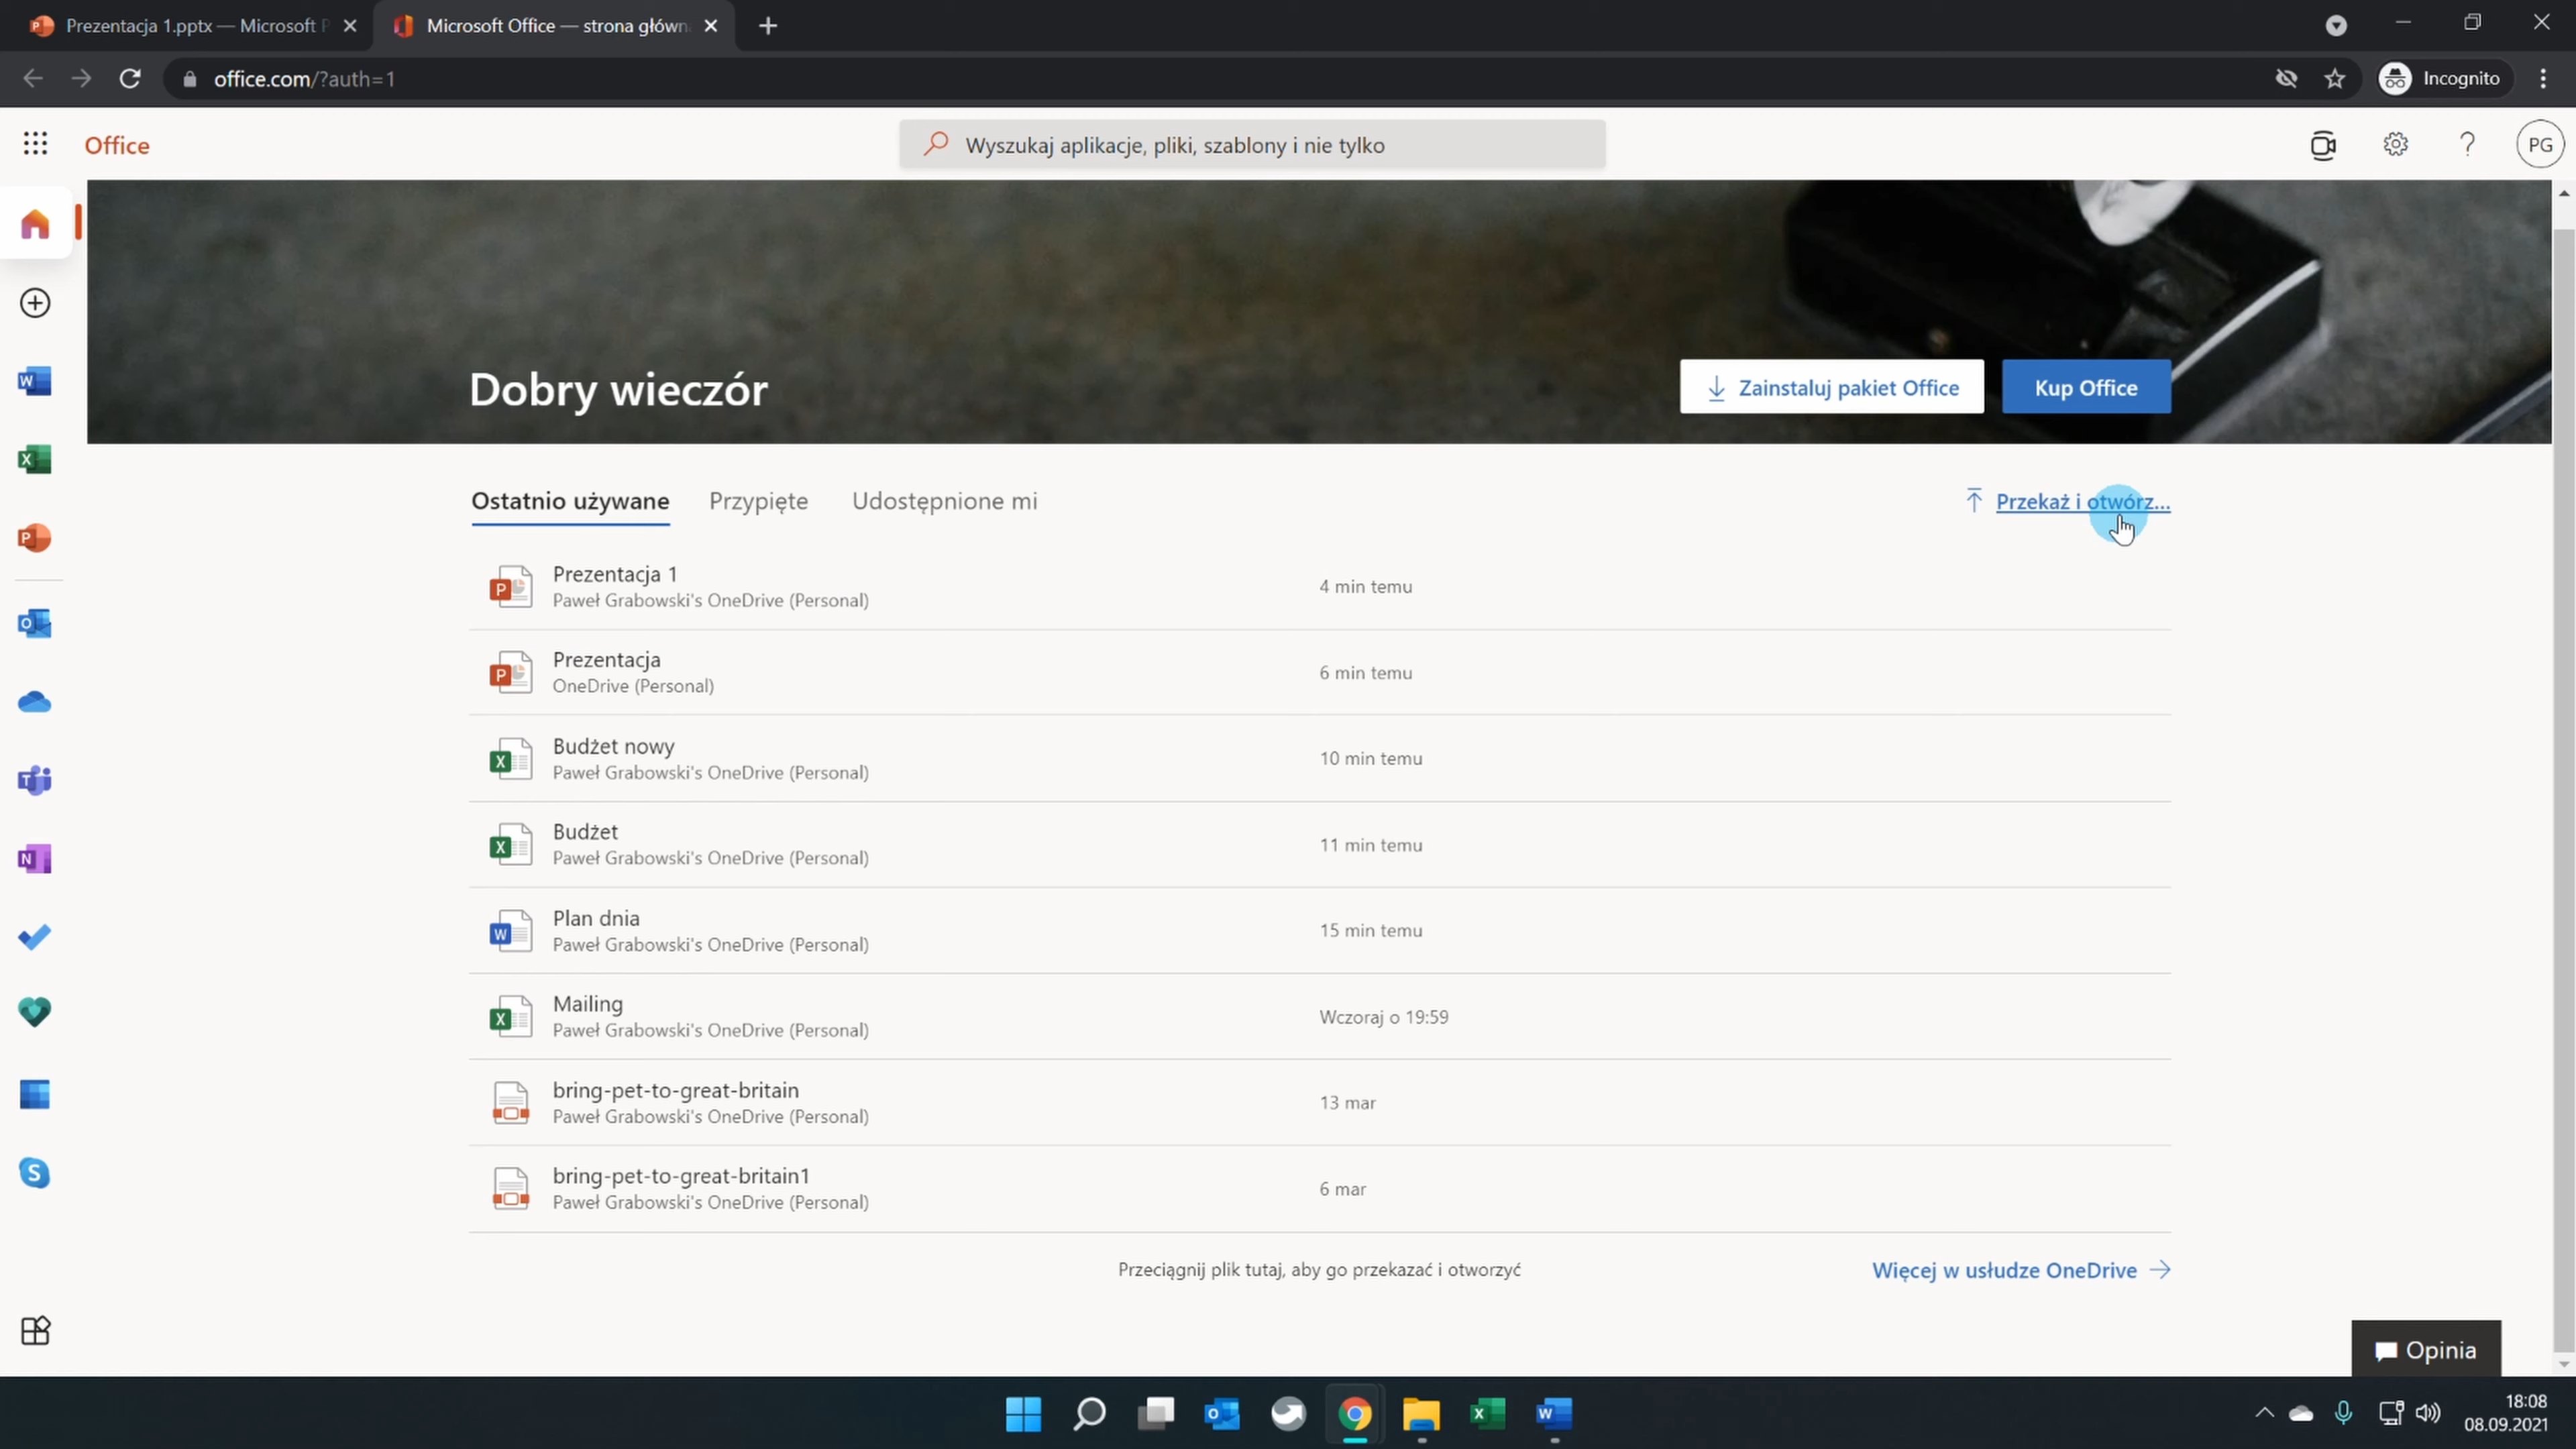 Prezentacja 1.pptx — Microsoft P
Microsoft Office — strona główn
office.com/?auth=1
Incognito
Office
Wyszukaj aplikacje, pliki, szablony i nie tylko
PG
Dobry wieczór
Zainstaluj pakiet Office
Kup Office
Ostatnio używane
Przypięte
Udostępnione mi
Przekaż i otwórz...
Prezentacja 1
Paweł Grabowski's OneDrive (Personal)
4 min temu
Prezentacja
OneDrive (Personal)
6 min temu
Budżet nowy
Paweł Grabowski's OneDrive (Personal)
10 min temu
Budżet
Paweł Grabowski's OneDrive (Personal)
11 min temu
Plan dnia
Paweł Grabowski's OneDrive (Personal)
15 min temu
Mailing
Paweł Grabowski's OneDrive (Personal)
Wczoraj o 19:59
bring-pet-to-great-britain
Paweł Grabowski's OneDrive (Personal)
13 mar
bring-pet-to-great-britain1
Paweł Grabowski's OneDrive (Personal)
6 mar
Przeciągnij plik tutaj, aby go przekazać i otworzyć
Więcej w usłudze OneDrive
Opinia
18:08
08.09.2021